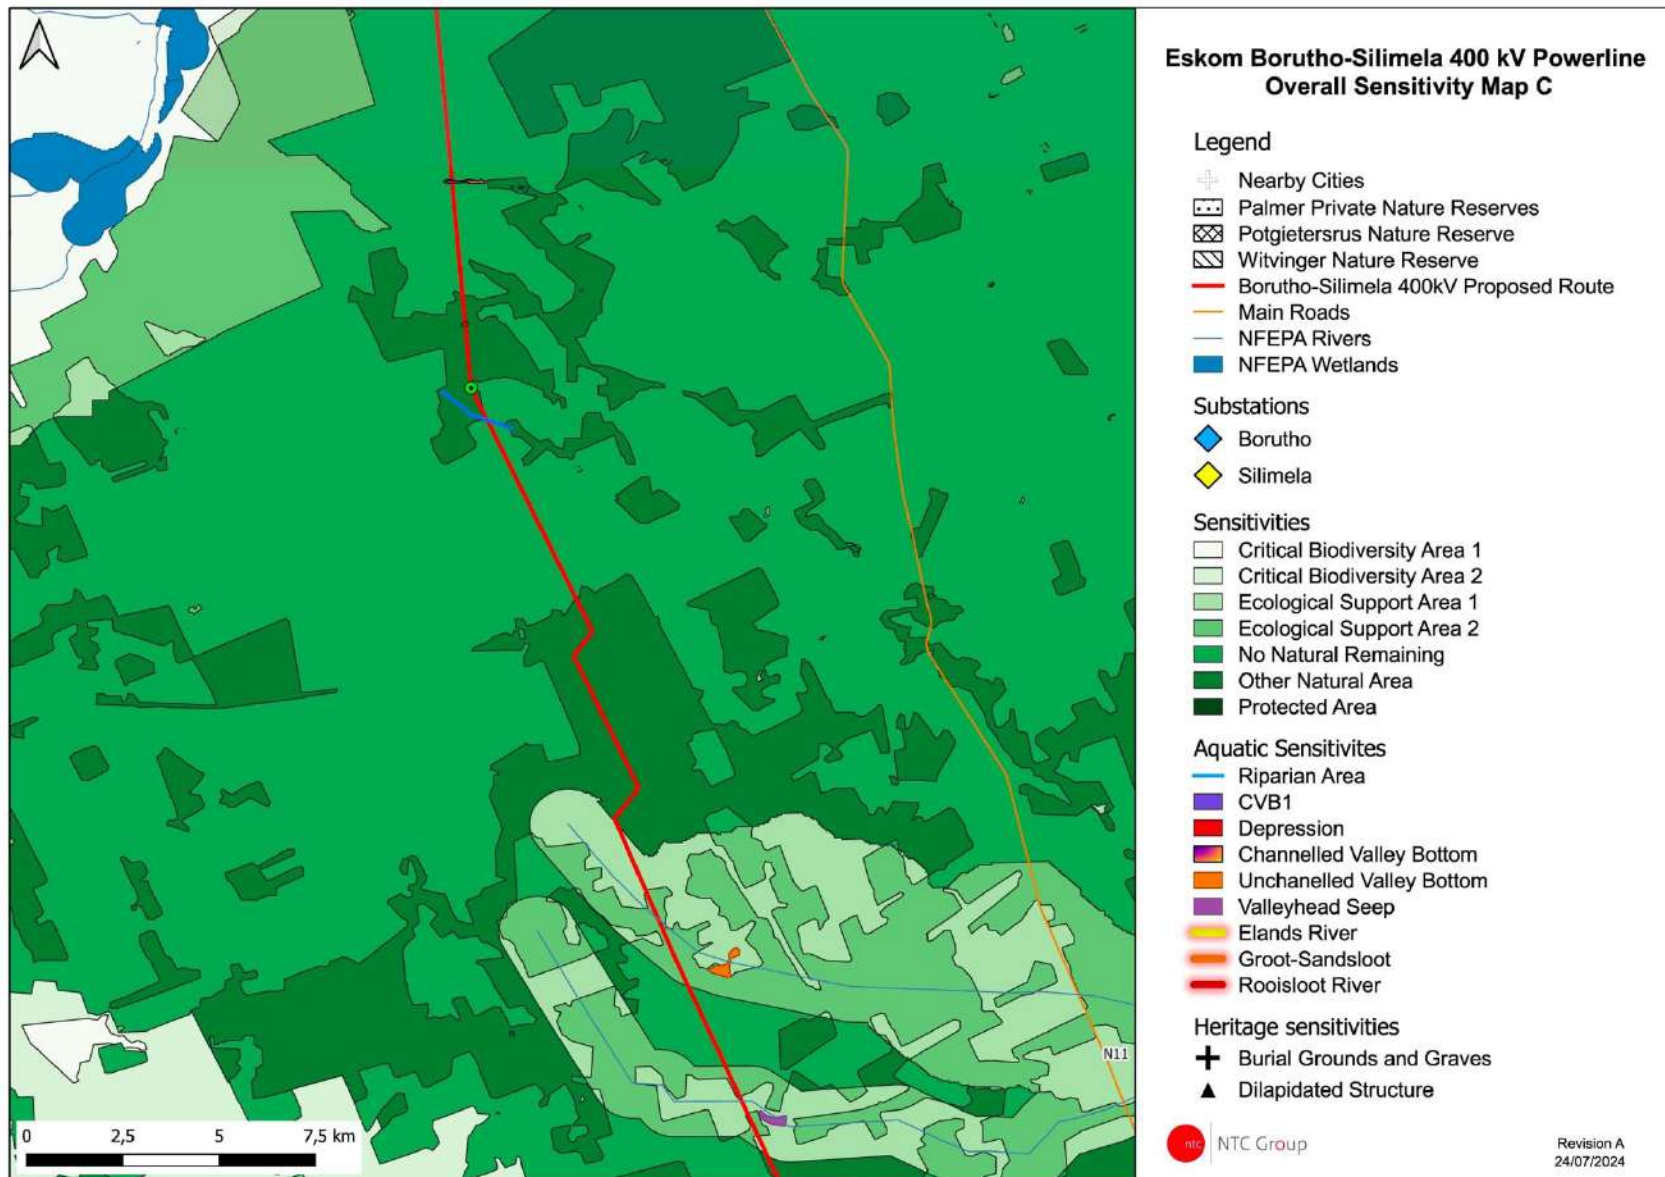 Eskom Borutho-Silimela 400 kV Powerline
Overall Sensitivity Map C
Legend
Nearby Cities
Palmer Private Nature Reserves
Potgietersrus Nature Reserve
Witvinger Nature Reserve
Borutho-Silimela 400kV Proposed Route
Main Roads
NFEPA Rivers
NFEPA Wetlands
Substations
Borutho
Silimela
Sensitivities
Critical Biodiversity Area 1
Critical Biodiversity Area 2
Ecological Support Area 1
Ecological Support Area 2
No Natural Remaining
Other Natural Area
Protected Area
Aquatic Sensitivites
Riparian Area
CVB1
Depression
Channelled Valley Bottom
Unchanelled Valley Bottom
Valleyhead Seep
Elands River
Groot-Sandsloot
Rooisloot River
Heritage sensitivities
Burial Grounds and Graves
Dilapidated Structure
N11
0 2,5 5 7,5 km
ntc NTC Group
Revision A
24/07/2024